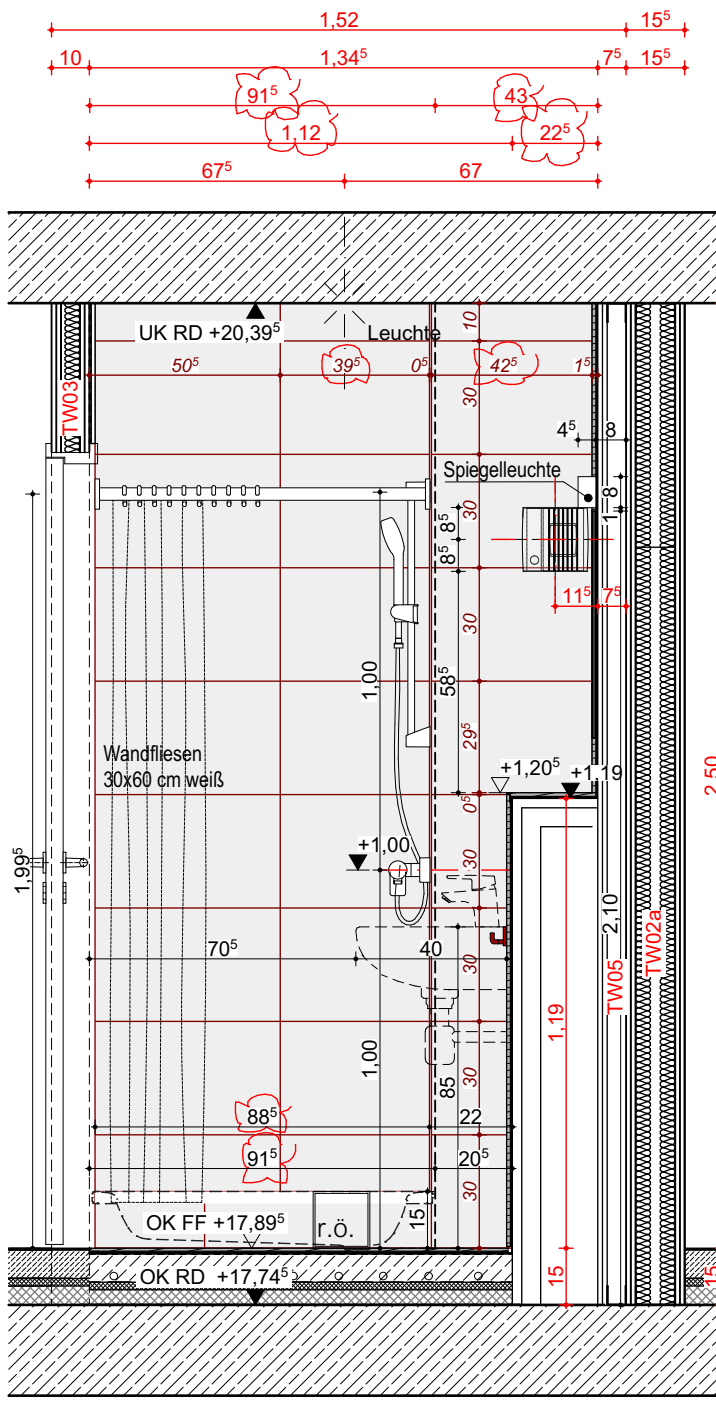 1,52 15⁵
10 1,34⁵ 7⁵ 15⁵
91⁵ 43
1,12 22⁵
67⁵ 67
UK RD +20,39⁵
Leuchte
10
TW03
50⁵ 39⁵ 0⁵ 42⁵ 1⁵
30
4⁵ 8
Spiegelleuchte
8
1
30
8⁵
8⁵
11⁵ 7⁵
30
1,00
58⁵
29⁵
Wandfliesen
30x60 cm weiß
+1,20⁵
+1,19
2,50
0⁵
+1,00
30
1,99⁵
2,10
TW02a
TW05
70⁵ 40
30
1,19
1,00
85
30
88⁵ 22
91⁵ 20⁵
30
15
OK FF +17,89⁵
r.ö.
OK RD +17,74⁵
15
15